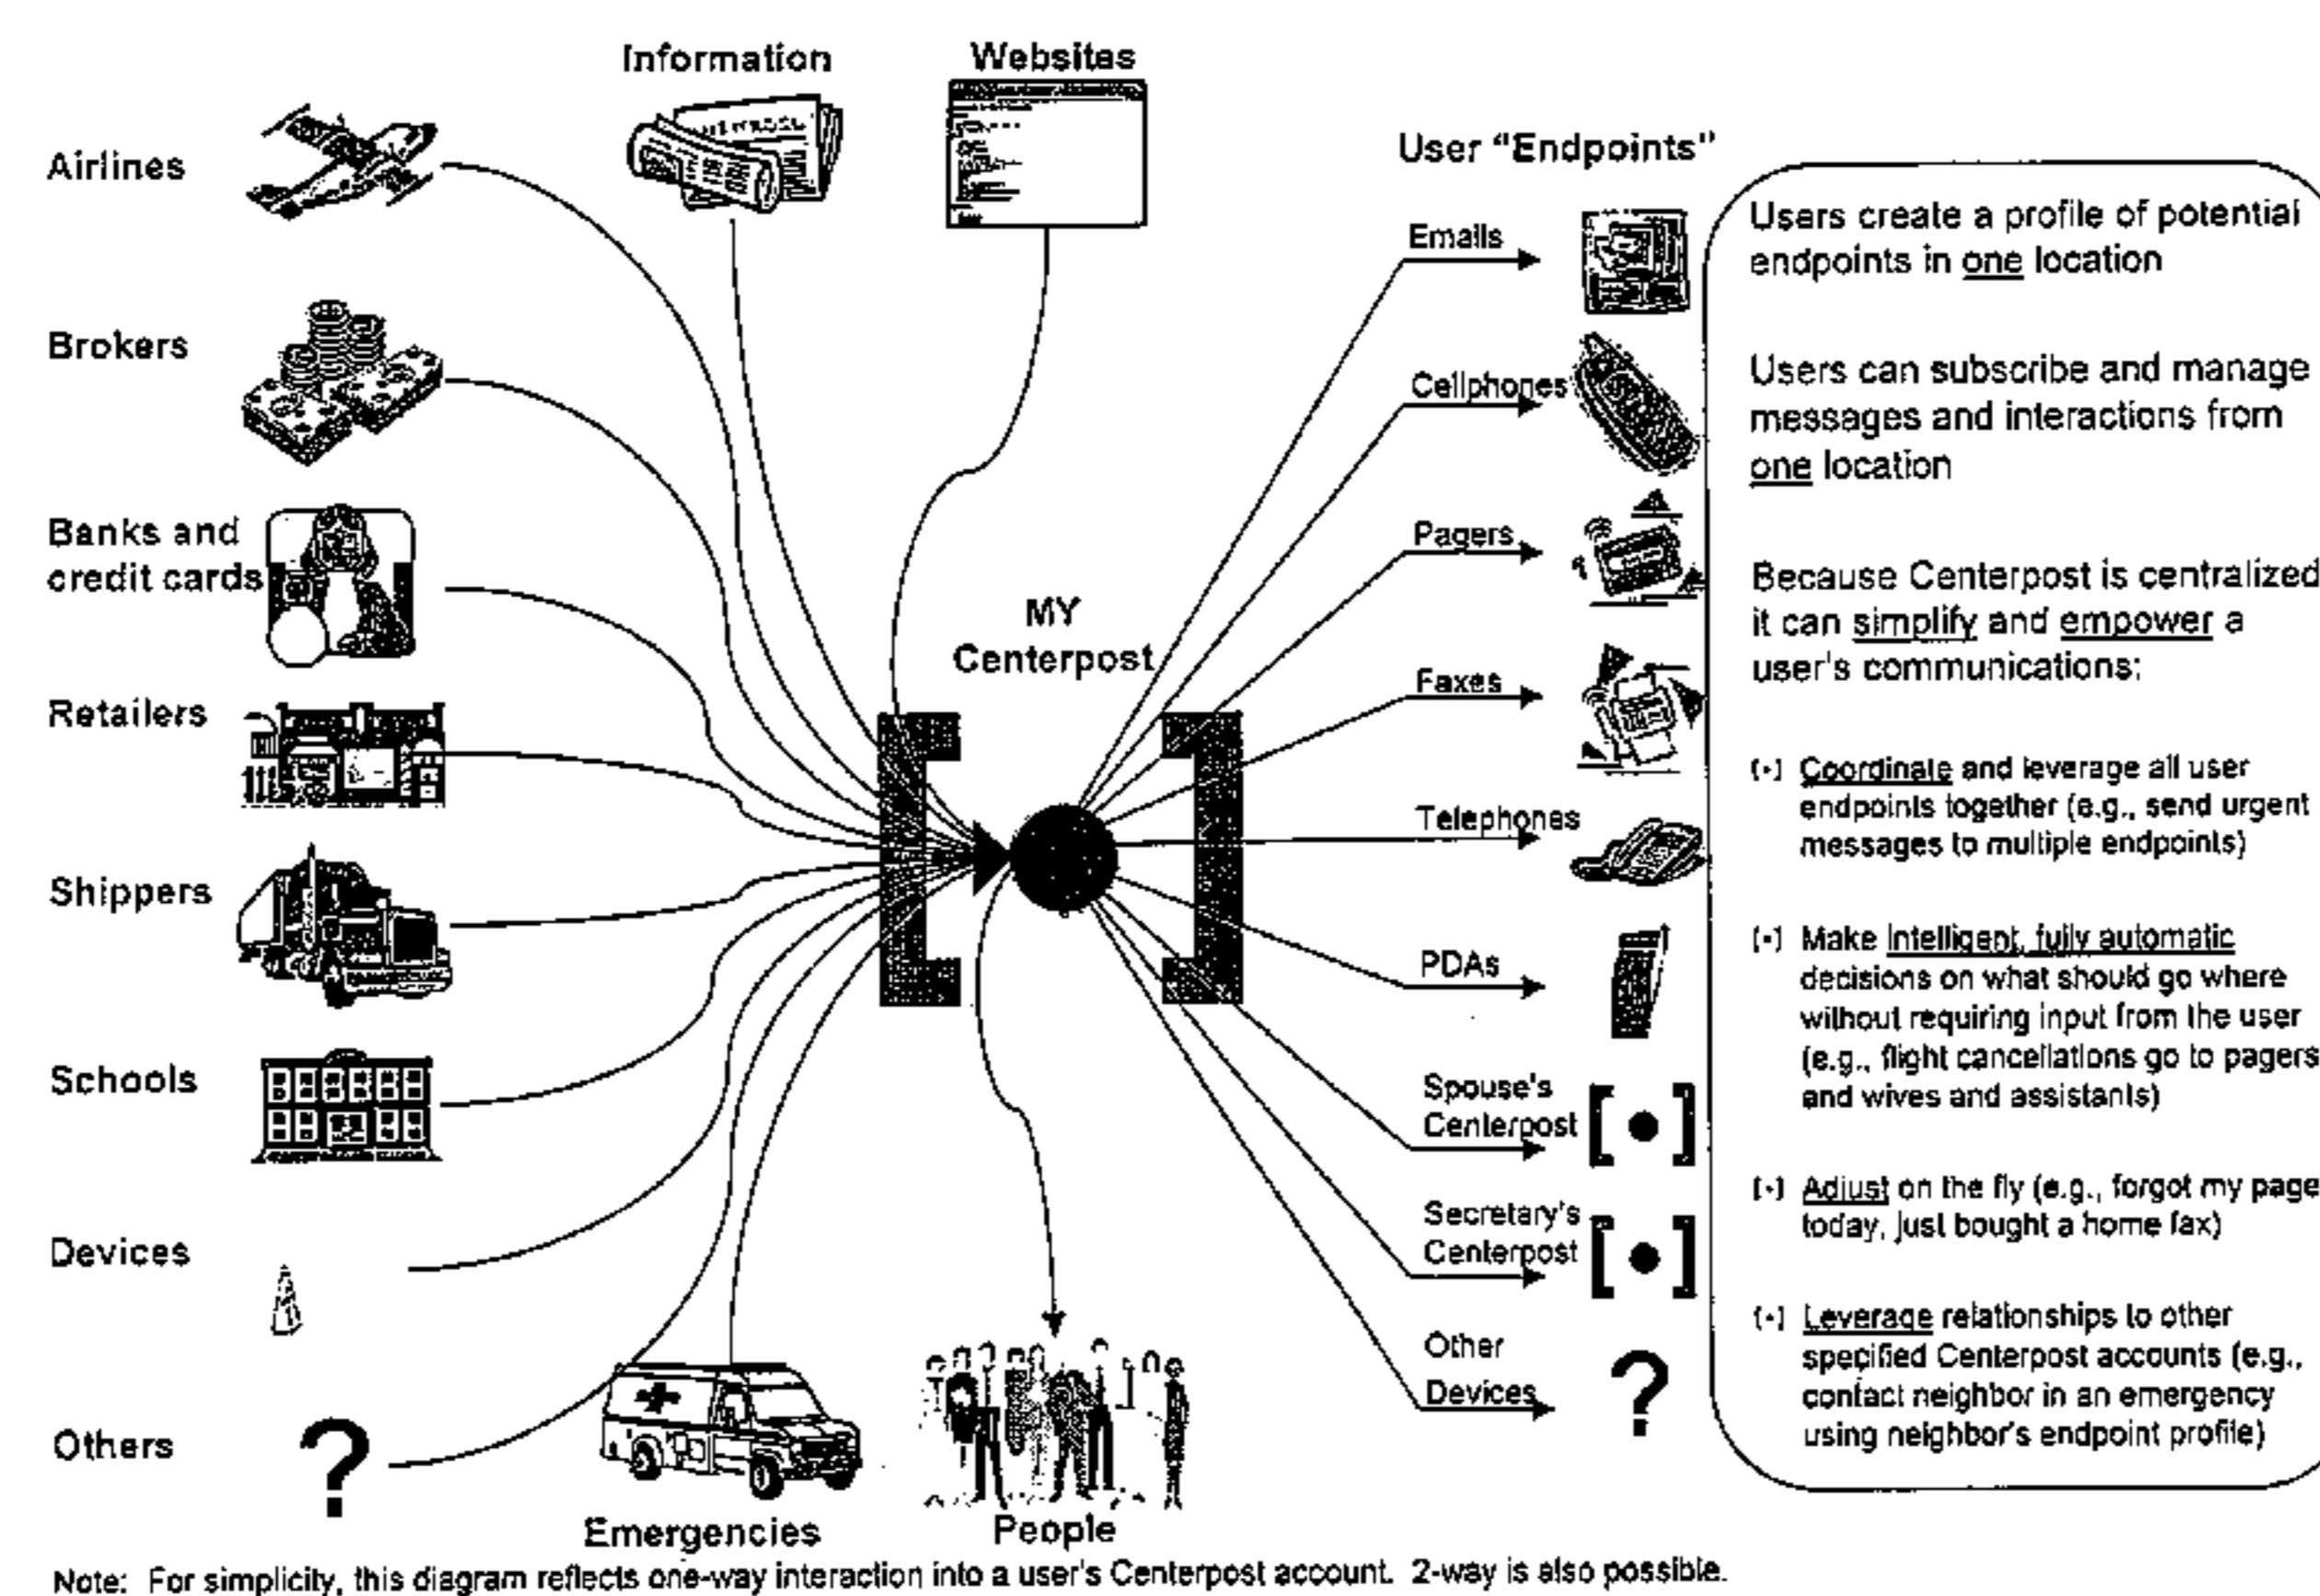 Information
Websites
Airlines
Brokers
Banks and
credit cards
Retailers
Shippers
Schools
Devices
Others
Emergencies
People
MY
Centerpost
User “Endpoints”
Emails
Cellphones
Pagers
Faxes
Telephones
PDAs
Spouse's
Centerpost
Secretary's
Centerpost
Other
Devices
Users create a profile of potential
endpoints in one location
Users can subscribe and manage
messages and interactions from
one location
Because Centerpost is centralized
it can simplify and empower a
user's communications:
[•] Coordinate and leverage all user
endpoints together (e.g., send urgent
messages to multiple endpoints)
[•] Make intelligent, fully automatic
decisions on what should go where
without requiring input from the user
(e.g., flight cancellations go to pagers
and wives and assistants)
[•] Adjust on the fly (e.g., forgot my page
today, just bought a home fax)
[•] Leverage relationships to other
specified Centerpost accounts (e.g.,
contact neighbor in an emergency
using neighbor's endpoint profile)
Note: For simplicity, this diagram reflects one-way interaction into a user's Centerpost account. 2-way is also possible.